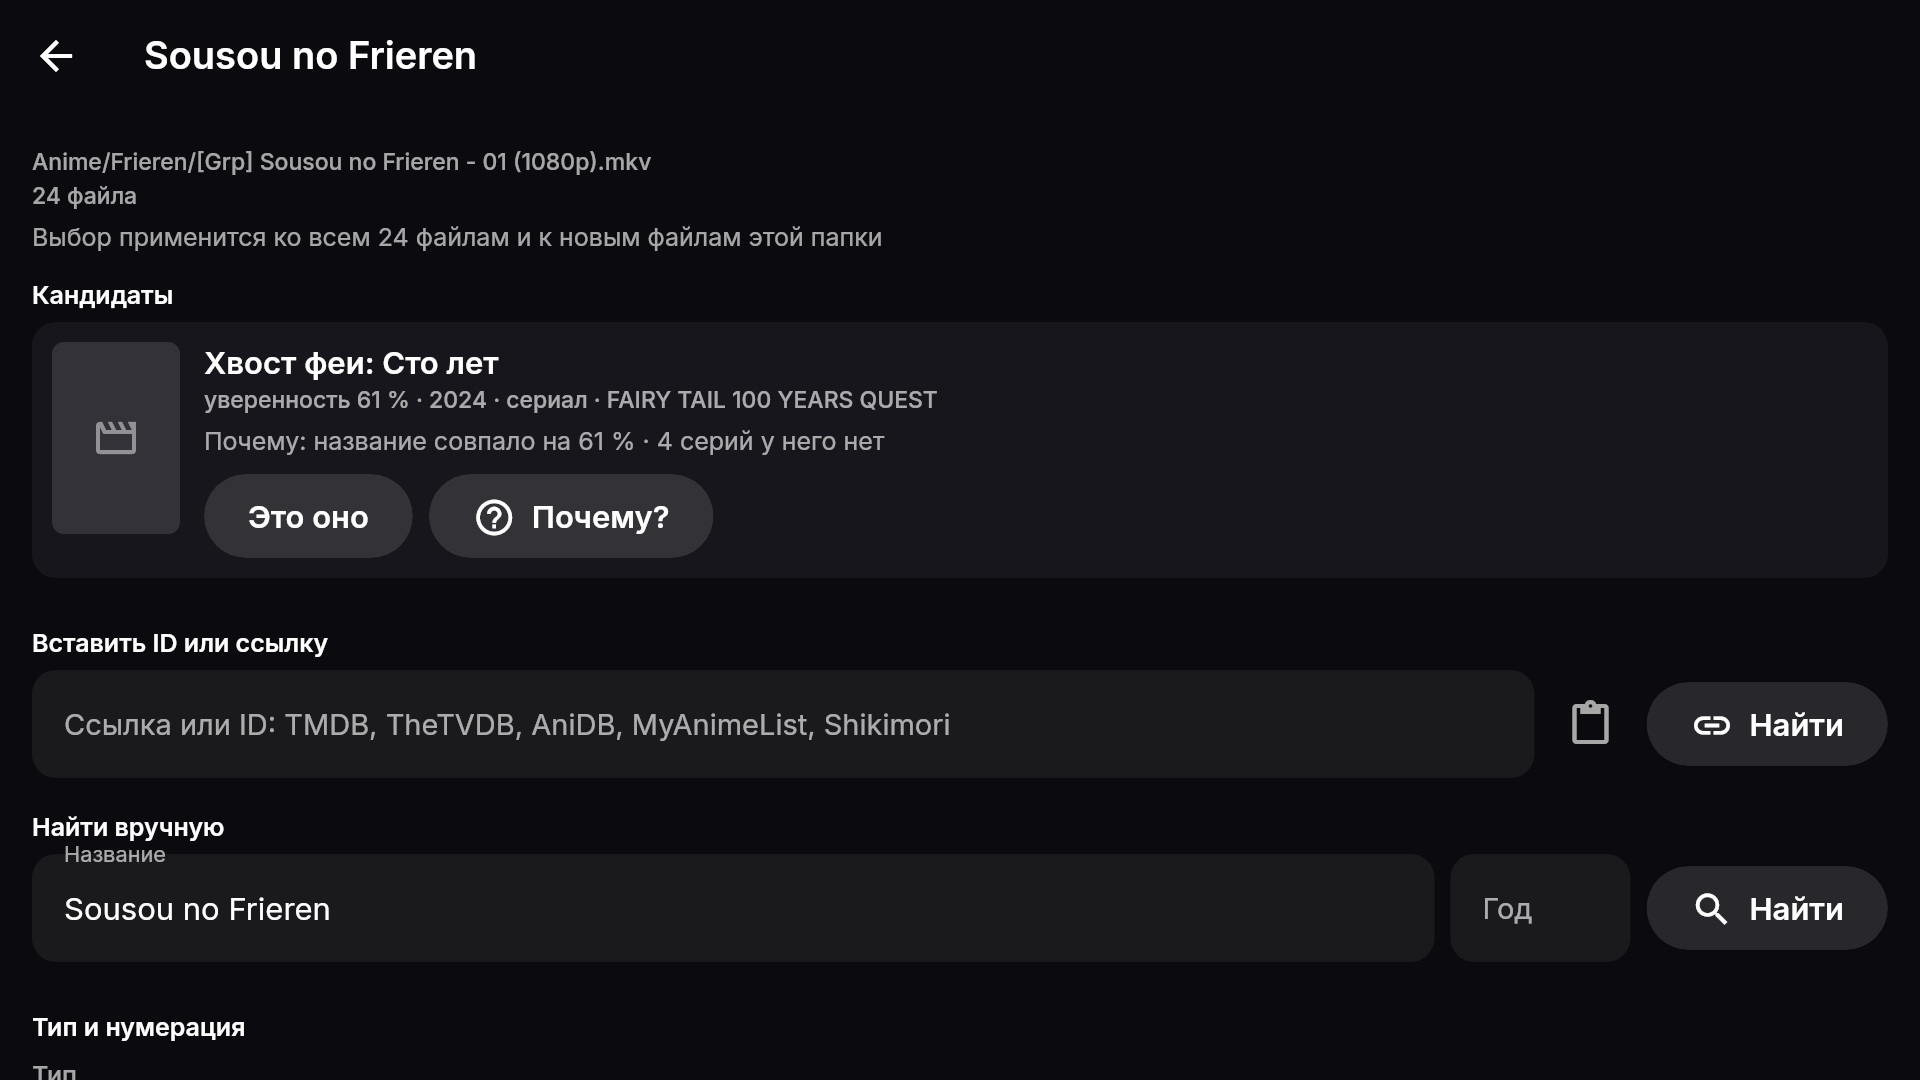 Sousou no Frieren
Anime/Frieren/[Grp] Sousou no Frieren - 01 (1080p).mkv
24 файла
Выбор применится ко всем 24 файлам и к новым файлам этой папки
Кандидаты
Хвост феи: Сто лет
уверенность 61 % · 2024 · сериал · FAIRY TAIL 100 YEARS QUEST
Почему: название совпало на 61 % · 4 серий у него нет
Это оно
Почему?
Вставить ID или ссылку
Ссылка или ID: TMDB, TheTVDB, AniDB, MyAnimeList, Shikimori
Найти
Найти вручную
Название
Sousou no Frieren
Год
Найти
Тип и нумерация
Тип